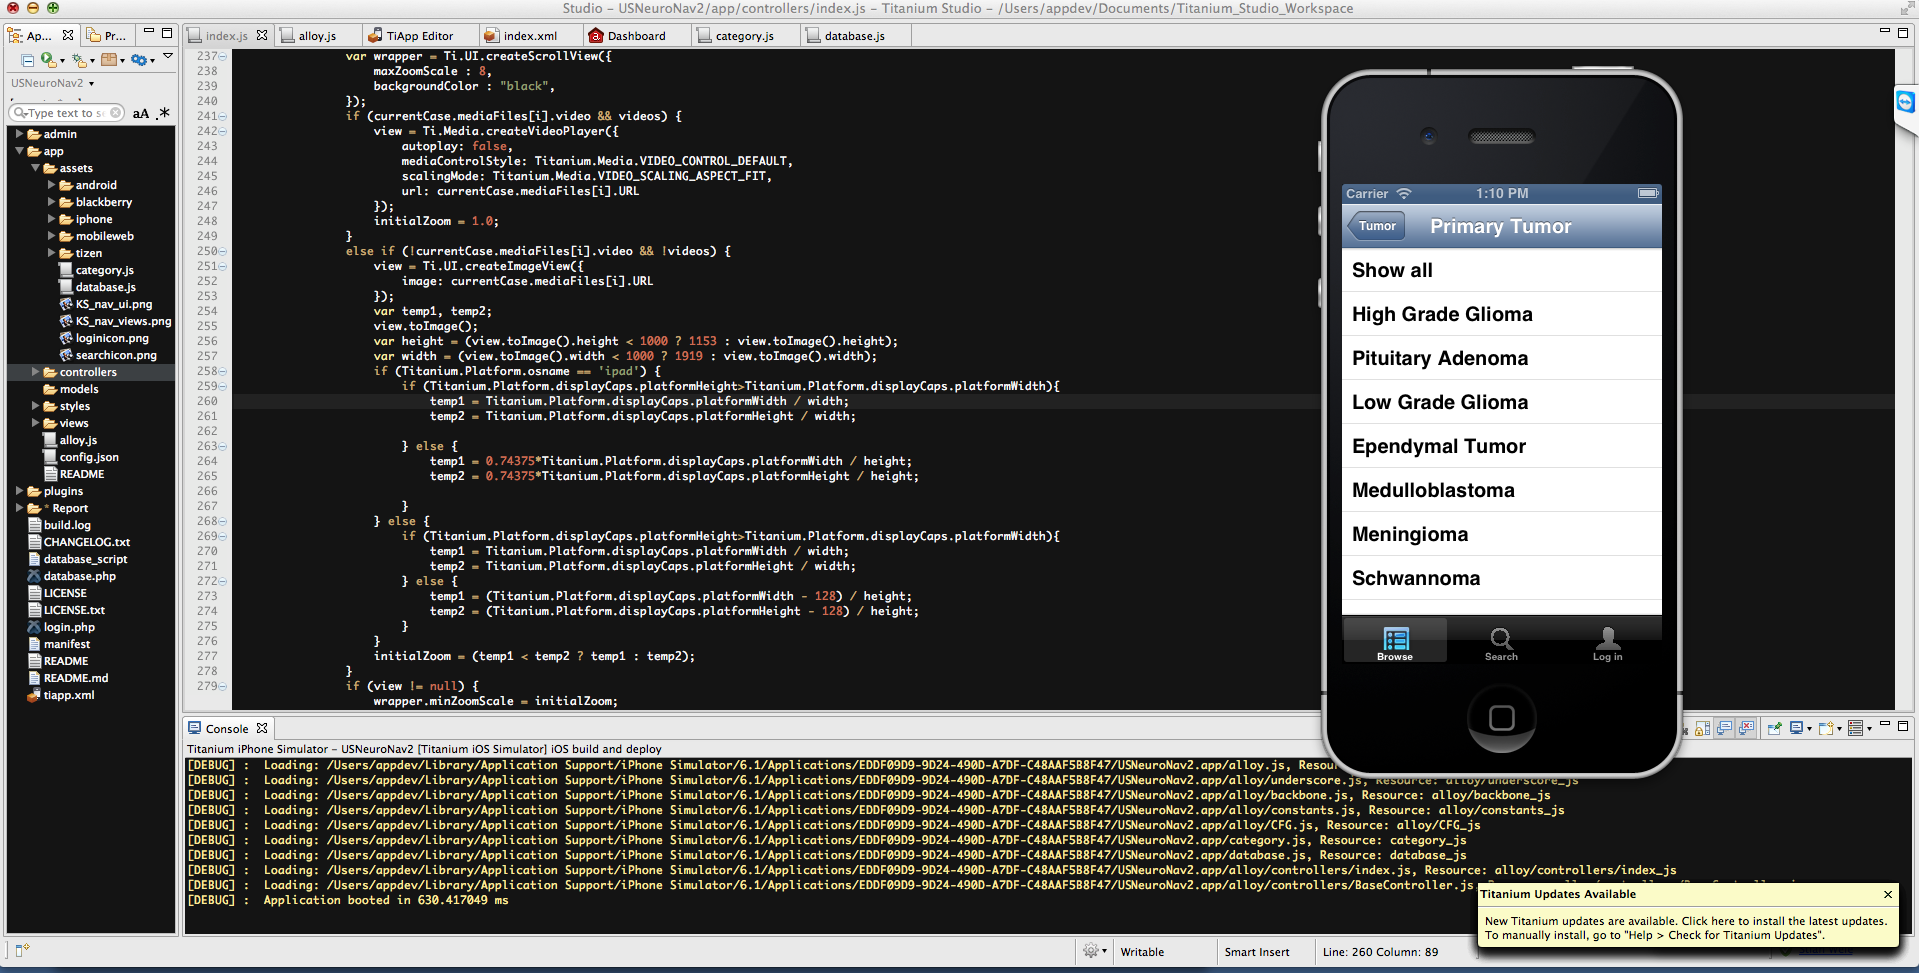 Studio – USNeuroNav2/app/controllers/index.js – Titanium Studio – /Users/appdev/Documents/Titanium_Studio_Workspace
Ap...
Pr...
index.js
alloy.js
TiApp Editor
index.xml
Dashboard
category.js
database.js
USNeuroNav2
Type text to s
aA .*
admin
app
assets
android
blackberry
iphone
mobileweb
tizen
category.js
database.js
KS_nav_ui.png
KS_nav_views.png
loginicon.png
searchicon.png
controllers
models
styles
views
alloy.js
config.json
README
plugins
* Report
build.log
CHANGELOG.txt
database_script
database.php
LICENSE
LICENSE.txt
login.php
manifest
README
README.md
tiapp.xml
237 var wrapper = Ti.UI.createScrollView({
238 maxZoomScale : 8,
239 backgroundColor : "black",
240 });
241 if (currentCase.mediaFiles[i].video && videos) {
242 view = Ti.Media.createVideoPlayer({
243 autoplay: false,
244 mediaControlStyle: Titanium.Media.VIDEO_CONTROL_DEFAULT,
245 scalingMode: Titanium.Media.VIDEO_SCALING_ASPECT_FIT,
246 url: currentCase.mediaFiles[i].URL
247 });
248 initialZoom = 1.0;
249 }
250 else if (!currentCase.mediaFiles[i].video && !videos) {
251 view = Ti.UI.createImageView({
252 image: currentCase.mediaFiles[i].URL
253 });
254 var temp1, temp2;
255 view.toImage();
256 var height = (view.toImage().height < 1000 ? 1153 : view.toImage().height);
257 var width = (view.toImage().width < 1000 ? 1919 : view.toImage().width);
258 if (Titanium.Platform.osname == 'ipad') {
259 if (Titanium.Platform.displayCaps.platformHeight>Titanium.Platform.displayCaps.platformWidth){
260 temp1 = Titanium.Platform.displayCaps.platformWidth / width;
261 temp2 = Titanium.Platform.displayCaps.platformHeight / width;
262
263 } else {
264 temp1 = 0.74375*Titanium.Platform.displayCaps.platformWidth / height;
265 temp2 = 0.74375*Titanium.Platform.displayCaps.platformHeight / height;
266
267 }
268 } else {
269 if (Titanium.Platform.displayCaps.platformHeight>Titanium.Platform.displayCaps.platformWidth){
270 temp1 = Titanium.Platform.displayCaps.platformWidth / width;
271 temp2 = Titanium.Platform.displayCaps.platformHeight / width;
272 } else {
273 temp1 = (Titanium.Platform.displayCaps.platformWidth - 128) / height;
274 temp2 = (Titanium.Platform.displayCaps.platformHeight - 128) / height;
275 }
276 }
277 initialZoom = (temp1 < temp2 ? temp1 : temp2);
278 }
279 if (view != null) {
wrapper.minZoomScale = initialZoom;
Carrier 1:10 PM
Tumor Primary Tumor
Show all
High Grade Glioma
Pituitary Adenoma
Low Grade Glioma
Ependymal Tumor
Medulloblastoma
Meningioma
Schwannoma
Browse Search Log in
Console
Titanium iPhone Simulator – USNeuroNav2 [Titanium iOS Simulator] iOS build and deploy
[DEBUG] : Loading: /Users/appdev/Library/Application Support/iPhone Simulator/6.1/Applications/EDDF09D9-9D24-490D-A7DF-C48AAF5B8F47/USNeuroNav2.app/alloy.js, Resou
[DEBUG] : Loading: /Users/appdev/Library/Application Support/iPhone Simulator/6.1/Applications/EDDF09D9-9D24-490D-A7DF-C48AAF5B8F47/USNeuroNav2.app/alloy/underscore.js, Resource: alloy/underscore_js
[DEBUG] : Loading: /Users/appdev/Library/Application Support/iPhone Simulator/6.1/Applications/EDDF09D9-9D24-490D-A7DF-C48AAF5B8F47/USNeuroNav2.app/alloy/backbone.js, Resource: alloy/backbone_js
[DEBUG] : Loading: /Users/appdev/Library/Application Support/iPhone Simulator/6.1/Applications/EDDF09D9-9D24-490D-A7DF-C48AAF5B8F47/USNeuroNav2.app/alloy/constants.js, Resource: alloy/constants_js
[DEBUG] : Loading: /Users/appdev/Library/Application Support/iPhone Simulator/6.1/Applications/EDDF09D9-9D24-490D-A7DF-C48AAF5B8F47/USNeuroNav2.app/alloy/CFG.js, Resource: alloy/CFG_js
[DEBUG] : Loading: /Users/appdev/Library/Application Support/iPhone Simulator/6.1/Applications/EDDF09D9-9D24-490D-A7DF-C48AAF5B8F47/USNeuroNav2.app/category.js, Resource: category_js
[DEBUG] : Loading: /Users/appdev/Library/Application Support/iPhone Simulator/6.1/Applications/EDDF09D9-9D24-490D-A7DF-C48AAF5B8F47/USNeuroNav2.app/database.js, Resource: database_js
[DEBUG] : Loading: /Users/appdev/Library/Application Support/iPhone Simulator/6.1/Applications/EDDF09D9-9D24-490D-A7DF-C48AAF5B8F47/USNeuroNav2.app/alloy/controllers/index.js, Resource: alloy/controllers/index_js
[DEBUG] : Loading: /Users/appdev/Library/Application Support/iPhone Simulator/6.1/Applications/EDDF09D9-9D24-490D-A7DF-C48AAF5B8F47/USNeuroNav2.app/alloy/controllers/BaseController.js,
[DEBUG] : Application booted in 630.417049 ms
Titanium Updates Available
New Titanium updates are available. Click here to install the latest updates.
To manually install, go to "Help > Check for Titanium Updates".
Writable Smart Insert Line: 260 Column: 89